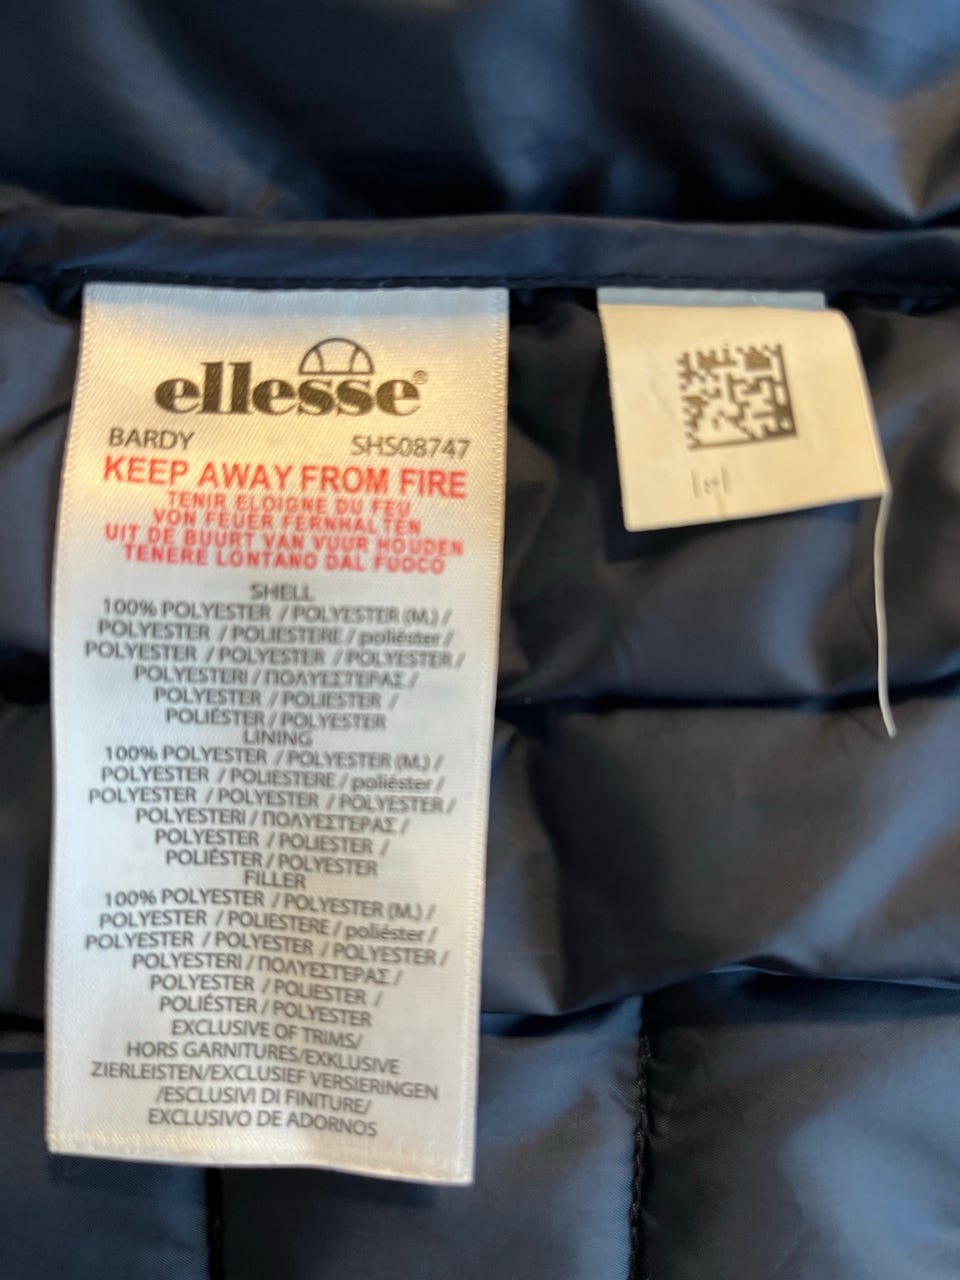 ellesse®
BARDY SHS08747
KEEP AWAY FROM FIRE
TENIR ELOIGNE DU FEU
VON FEUER FERNHALTEN
UIT DE BUURT VAN VUUR HOUDEN
TENERE LONTANO DAL FUOCO
SHELL
100% POLYESTER / POLYESTER (M.) /
POLYESTER / POLIESTERE / poliéster /
POLYESTER / POLYESTER / POLYESTER /
POLYESTERI / ΠΟΛΥΕΣΤΕΡΑΣ /
POLYESTER / POLIESTER /
POLIÉSTER / POLYESTER
LINING
100% POLYESTER / POLYESTER (M.) /
POLYESTER / POLIESTERE / poliéster /
POLYESTER / POLYESTER / POLYESTER /
POLYESTERI / ΠΟΛΥΕΣΤΕΡΑΣ /
POLYESTER / POLIESTER /
POLIÉSTER / POLYESTER
FILLER
100% POLYESTER / POLYESTER (M.) /
POLYESTER / POLIESTERE / poliéster /
POLYESTER / POLYESTER / POLYESTER /
POLYESTERI / ΠΟΛΥΕΣΤΕΡΑΣ /
POLYESTER / POLIESTER /
POLIÉSTER / POLYESTER
EXCLUSIVE OF TRIMS/
HORS GARNITURES/EXKLUSIVE
ZIERLEISTEN/EXCLUSIEF VERSIERINGEN
/ESCLUSIVI DI FINITURE/
EXCLUSIVO DE ADORNOS